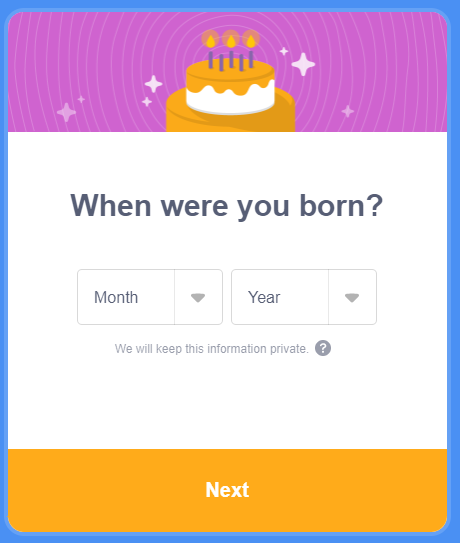 When were you born?
Month
Year
We will keep this information private. ?
Next